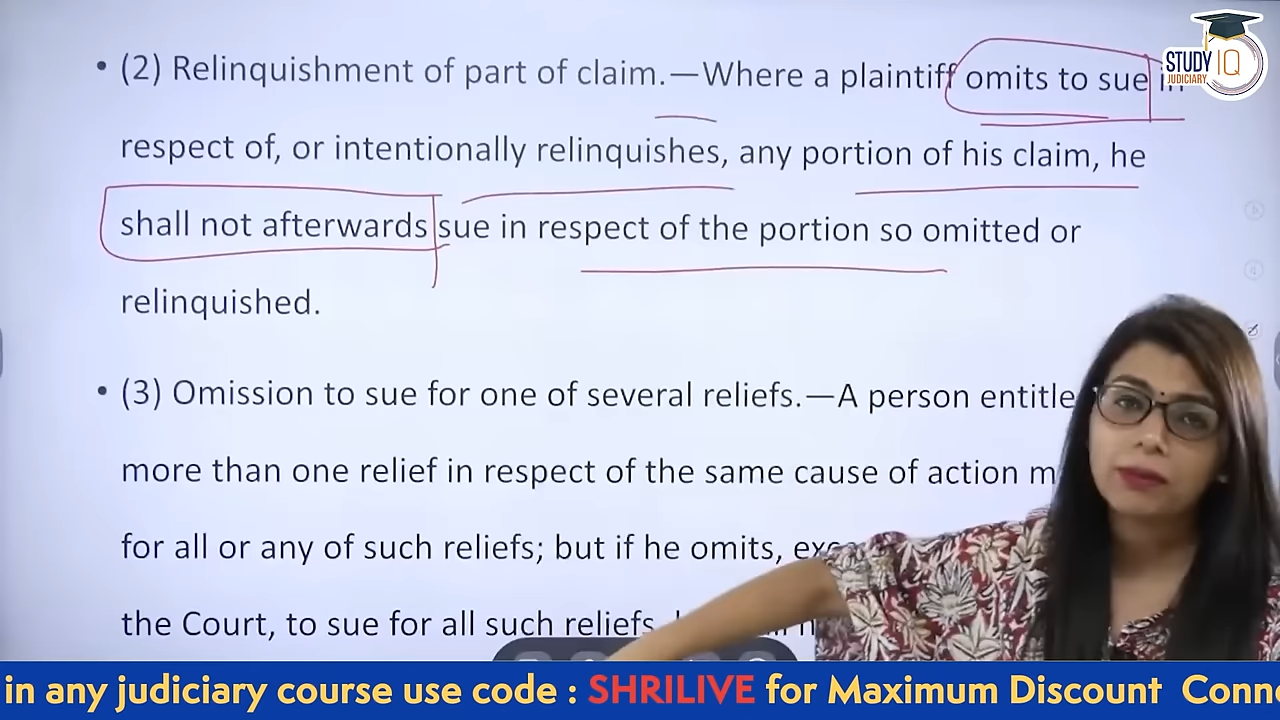 • (2) Relinquishment of part of claim.—Where a plaintiff omits to sue in
respect of, or intentionally relinquishes, any portion of his claim, he
shall not afterwards sue in respect of the portion so omitted or
relinquished.
• (3) Omission to sue for one of several reliefs.—A person
more than one relief in respect of the same cause of action
for all or any of such reliefs; but if he omits,
the Court, to sue for all such reliefs,
STUDY IQ
JUDICIARY
in any judiciary course use code : SHRILIVE for Maximum Discount